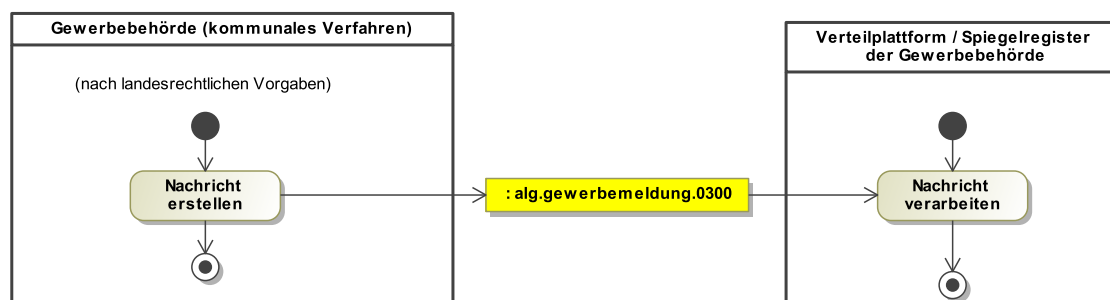 Gewerbebehörde (kommunales Verfahren)
(nach landesrechtlichen Vorgaben)
Nachricht
erstellen
: alg.gewerbemeldung.0300
Verteilplattform / Spiegelregister
der Gewerbebehörde
Nachricht
verarbeiten